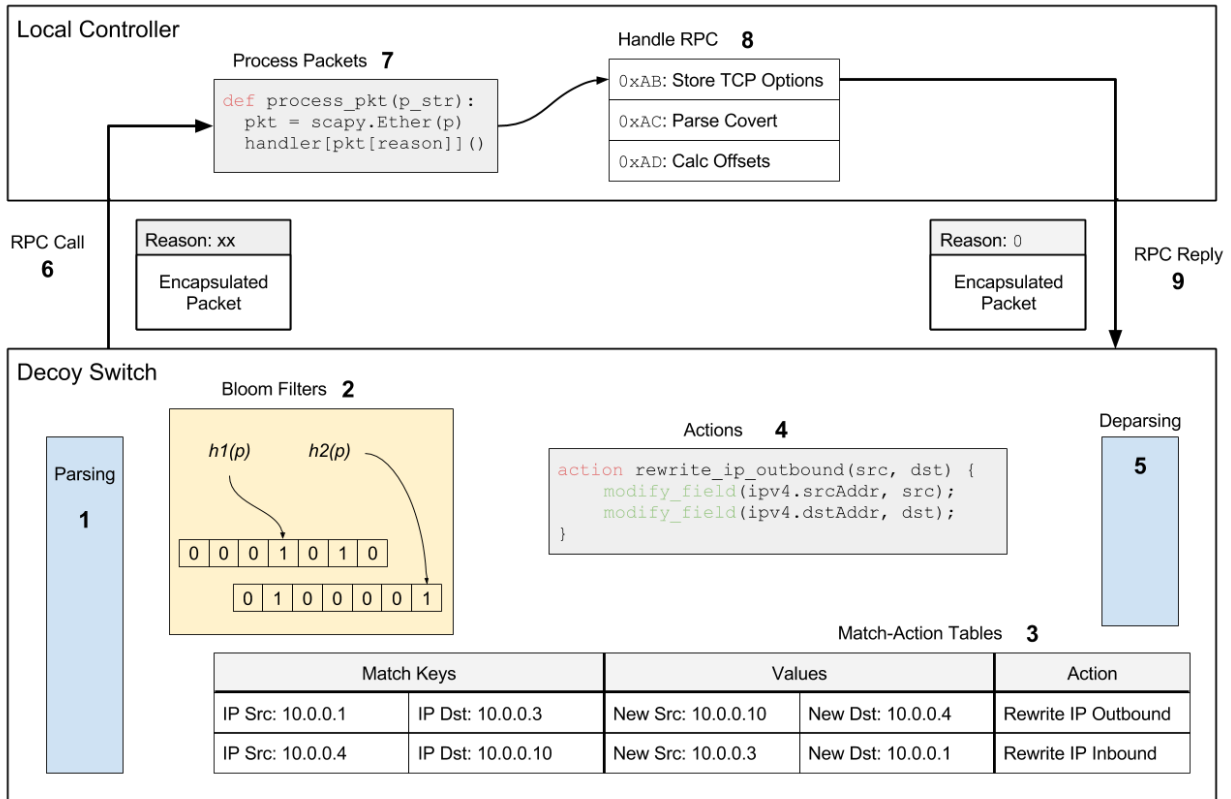 Local Controller
Process Packets 7
def process_pkt(p_str):
pkt = scapy.Ether(p)
handler[pkt[reason]]()
Handle RPC 8
0xAB: Store TCP Options
0xAC: Parse Covert
0xAD: Calc Offsets
RPC Call
6
Reason: xx
Encapsulated
Packet
Reason: 0
Encapsulated
Packet
RPC Reply
9
Decoy Switch
Parsing
1
Bloom Filters 2
h1(p) h2(p)
0 0 0 1 0 1 0
0 1 0 0 0 0 1
Actions 4
action rewrite_ip_outbound(src, dst) {
modify_field(ipv4.srcAddr, src);
modify_field(ipv4.dstAddr, dst);
}
Deparsing
5
Match-Action Tables 3
Match Keys Values Action
IP Src: 10.0.0.1 IP Dst: 10.0.0.3 New Src: 10.0.0.10 New Dst: 10.0.0.4 Rewrite IP Outbound
IP Src: 10.0.0.4 IP Dst: 10.0.0.10 New Src: 10.0.0.3 New Dst: 10.0.0.1 Rewrite IP Inbound